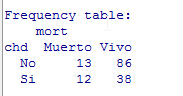 Frequency table:
mort
chd Muerto Vivo
No 13 86
Si 12 38